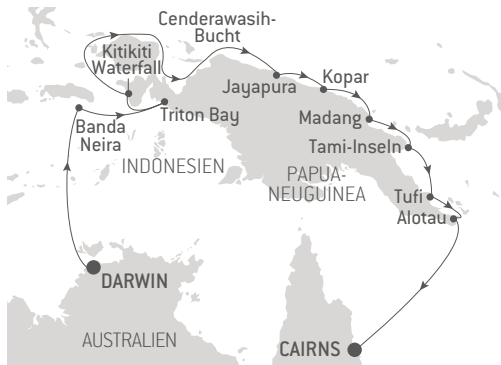 Cenderawasih-
Bucht
Kitikiti
Waterfall
Jayapura
Kopar
Banda
Neira
Triton Bay
Madang
Tami-Inseln
INDONESIEN
PAPUA-
NEUGUINEA
Tufi
Alotau
DARWIN
AUSTRALIEN
CAIRNS